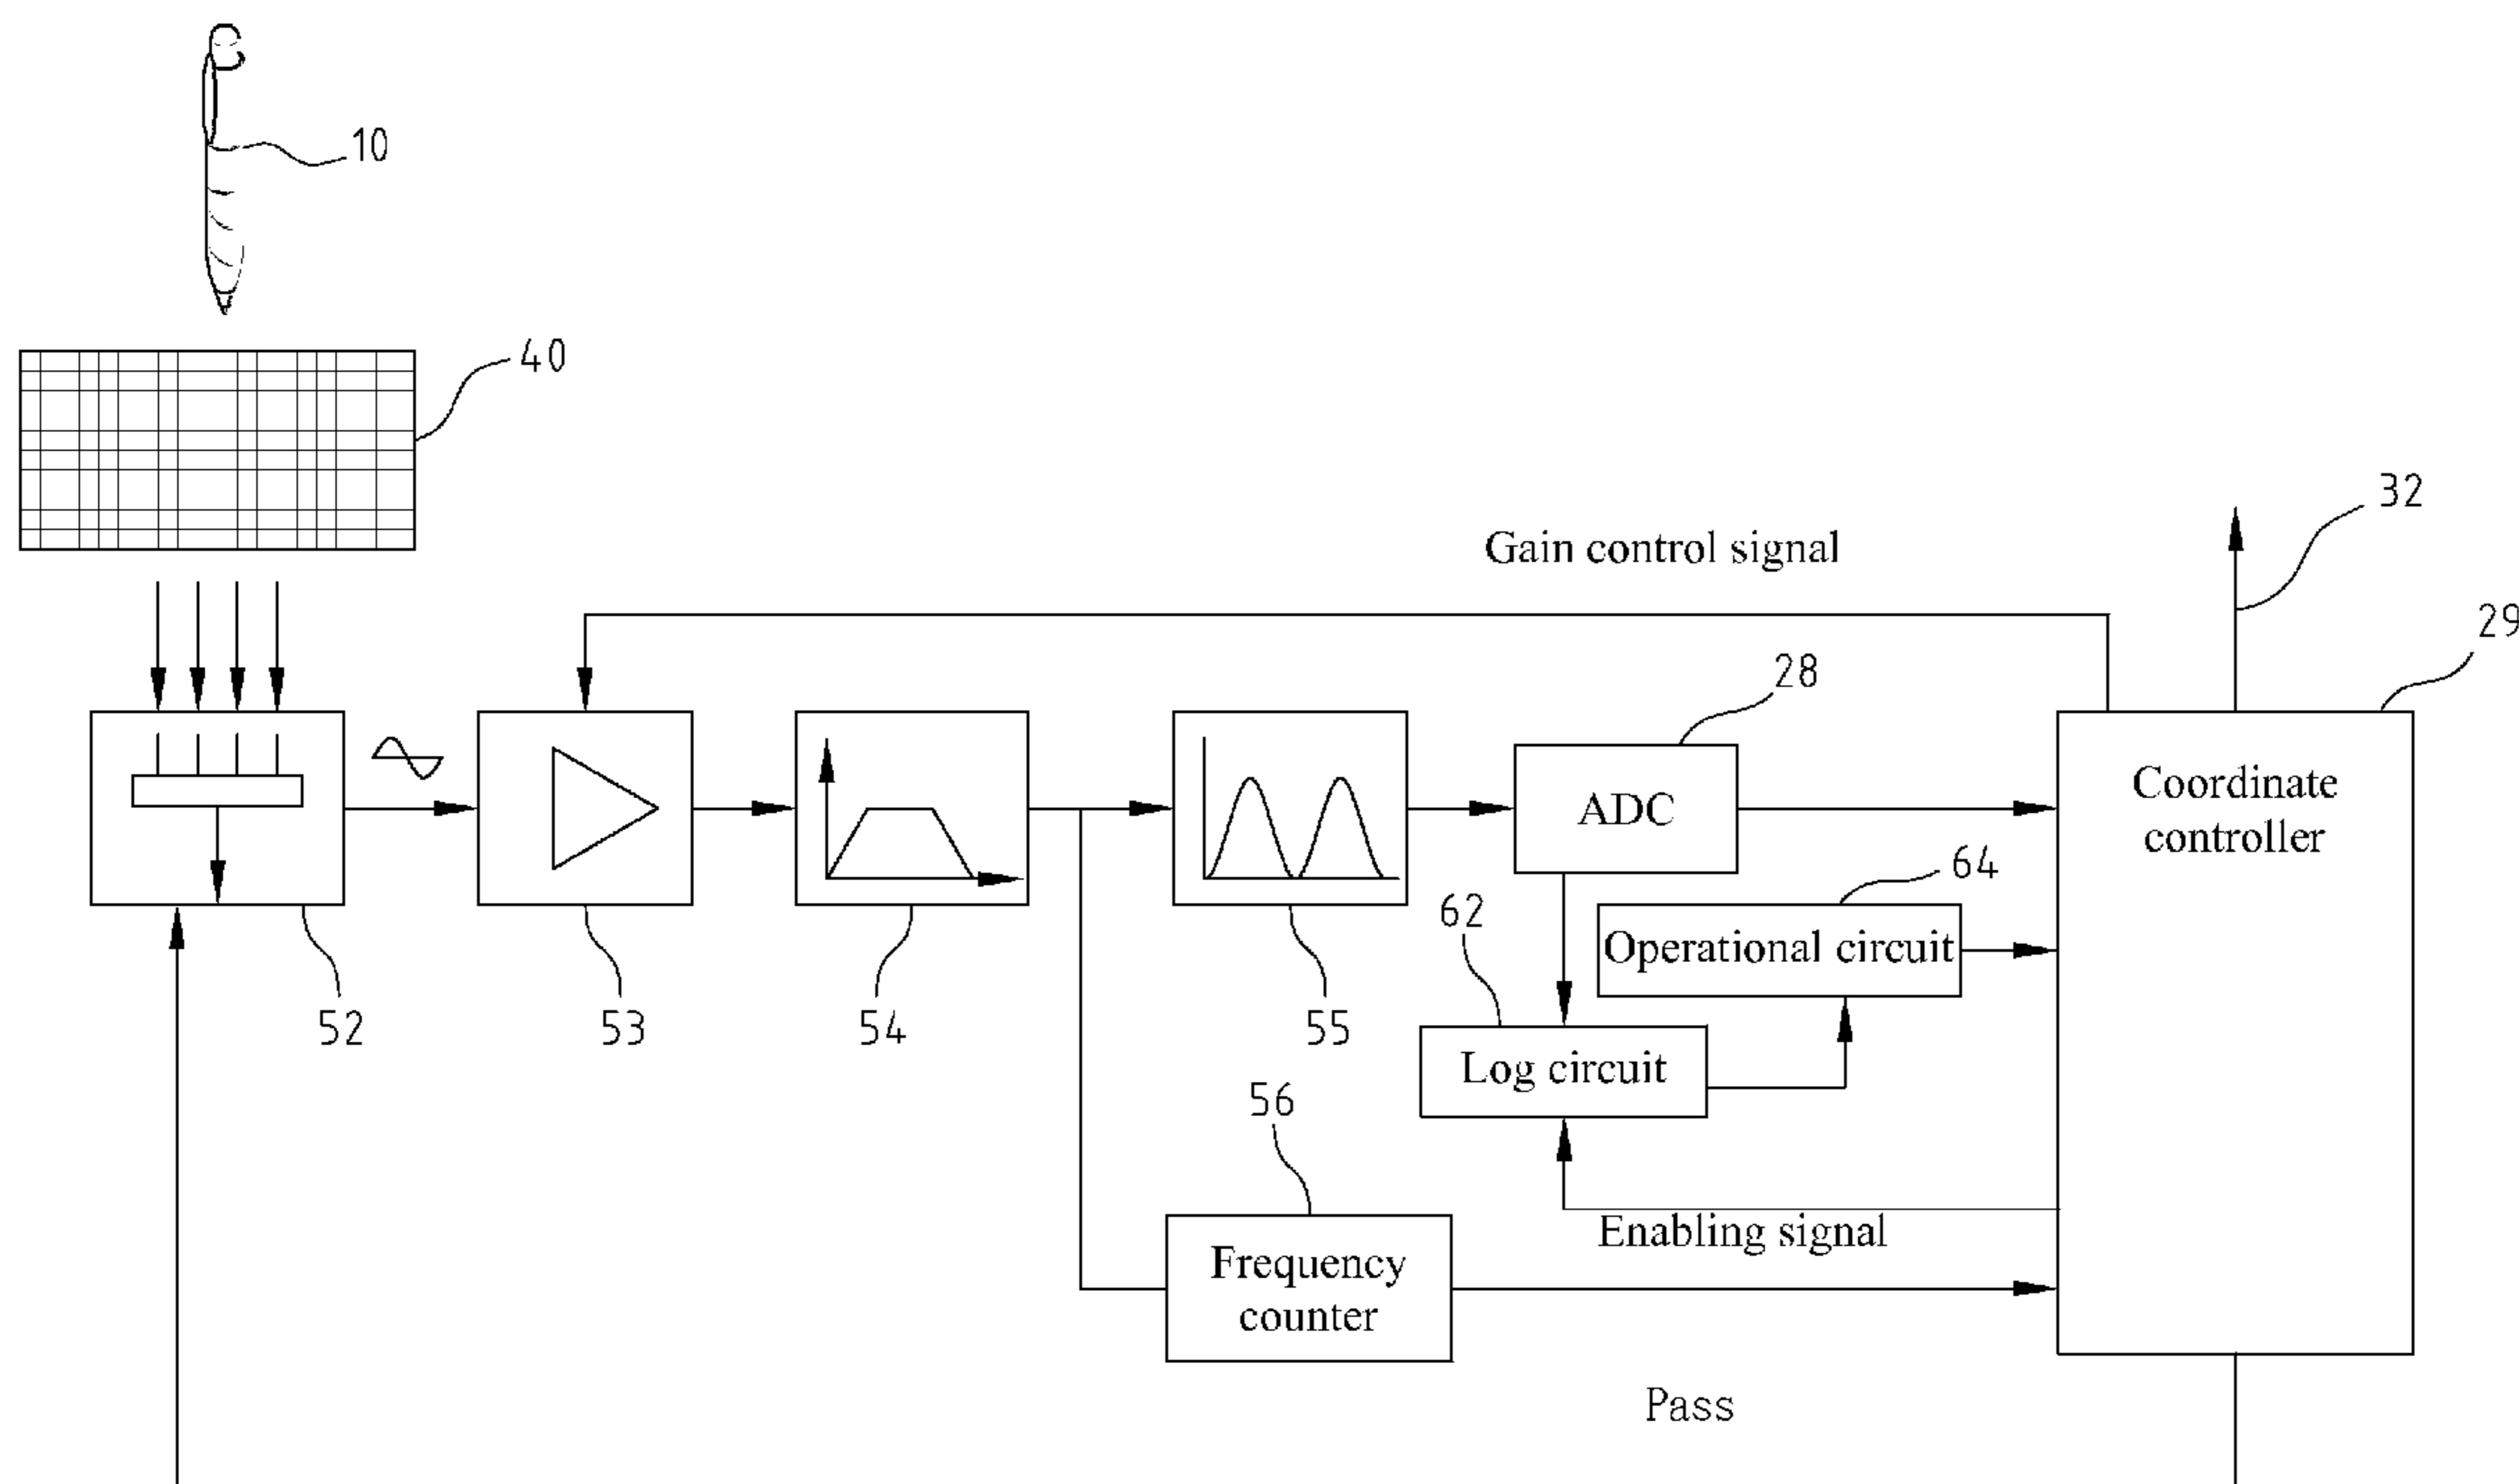 10
40
32
Gain control signal
29
28
Coordinate
controller
ADC
64
62
Operational circuit
52
53
54
55
Log circuit
56
Enabling signal
Frequency
counter
Pass